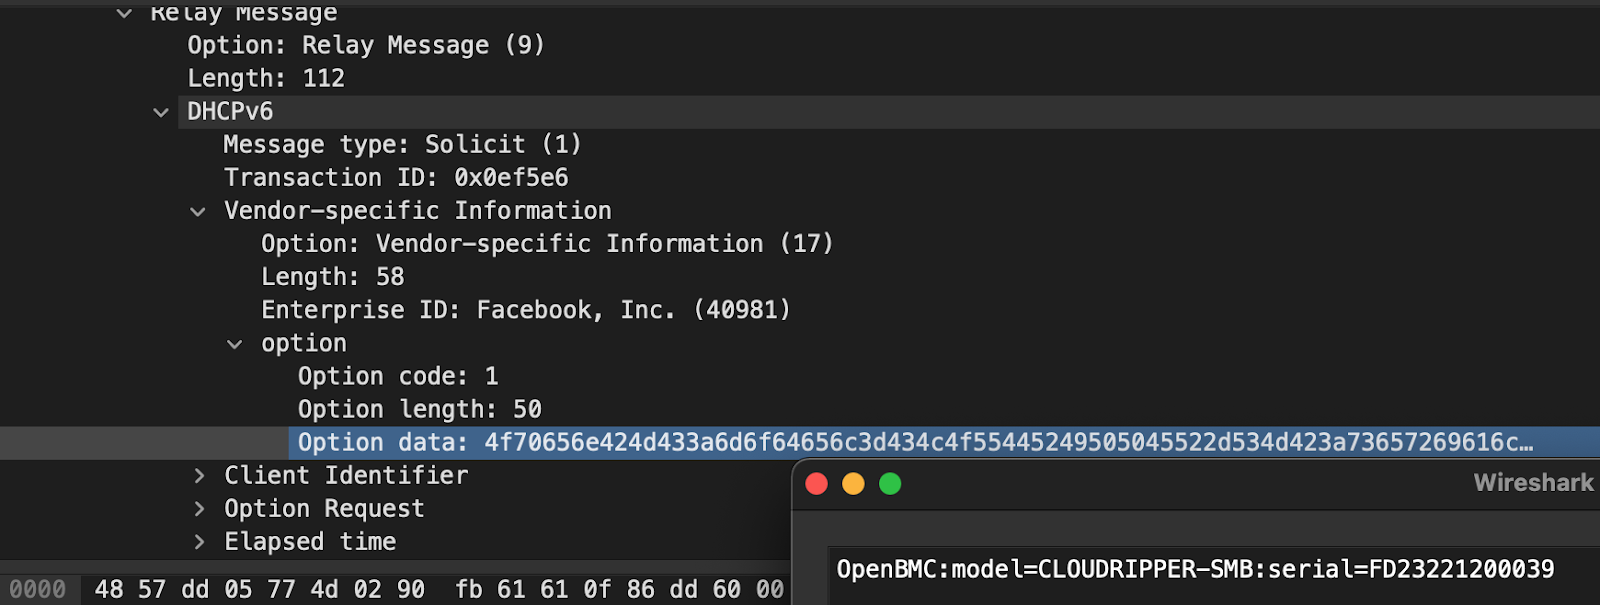 Relay Message
Option: Relay Message (9)
Length: 112
DHCPv6
Message type: Solicit (1)
Transaction ID: 0x0ef5e6
Vendor-specific Information
Option: Vendor-specific Information (17)
Length: 58
Enterprise ID: Facebook, Inc. (40981)
option
Option code: 1
Option length: 50
Option data: 4f70656e424d433a6d6f64656c3d434c4f55445249505045522d534d423a73657269616c…
Client Identifier
Option Request
Elapsed time
Wireshark
OpenBMC:model=CLOUDRIPPER-SMB:serial=FD23221200039
0000 48 57 dd 05 77 4d 02 90 fb 61 61 0f 86 dd 60 00